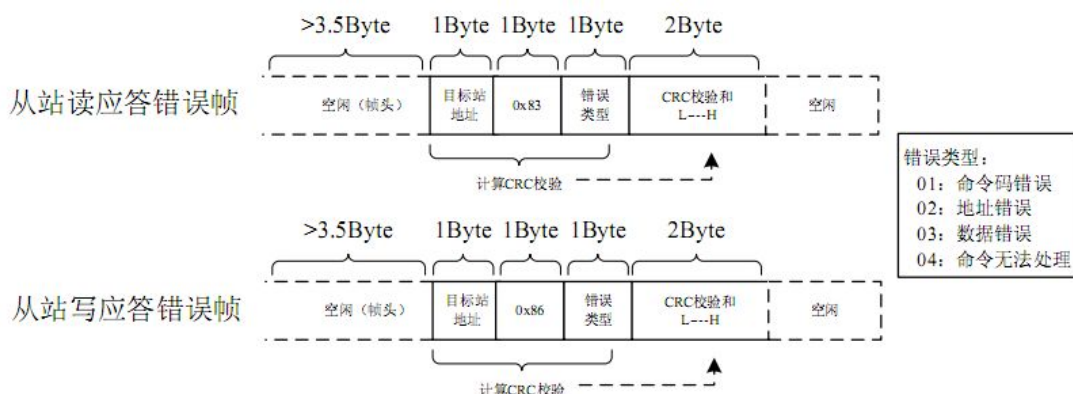 >3.5Byte 1Byte 1Byte 1Byte 2Byte
从站读应答错误帧 空闲（帧头） 目标站地址 0x83 错误类型 CRC校验和 L---H 空闲
计算CRC校验
错误类型：
01：命令码错误
02：地址错误
03：数据错误
04：命令无法处理
>3.5Byte 1Byte 1Byte 1Byte 2Byte
从站写应答错误帧 空闲（帧头） 目标站地址 0x86 错误类型 CRC校验和 L---H 空闲
计算CRC校验